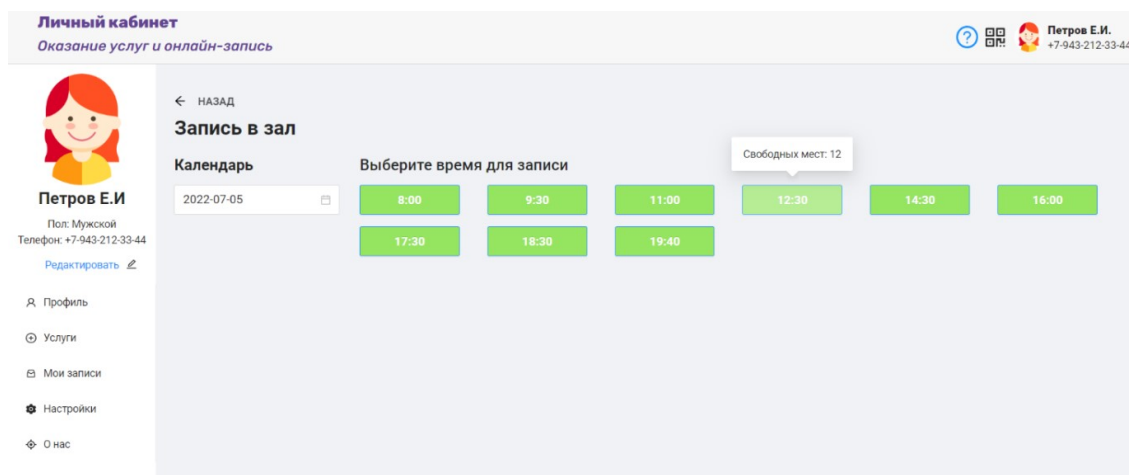 Личный кабинет
Оказание услуг и онлайн-запись
Петров Е.И.
+7-943-212-33-44
Петров Е.И
Пол: Мужской
Телефон: +7-943-212-33-44
Редактировать
Профиль
Услуги
Мои записи
Настройки
О нас
НАЗАД
Запись в зал
Календарь
2022-07-05
Выберите время для записи
Свободных мест: 12
8:00 9:30 11:00 12:30 14:30 16:00
17:30 18:30 19:40